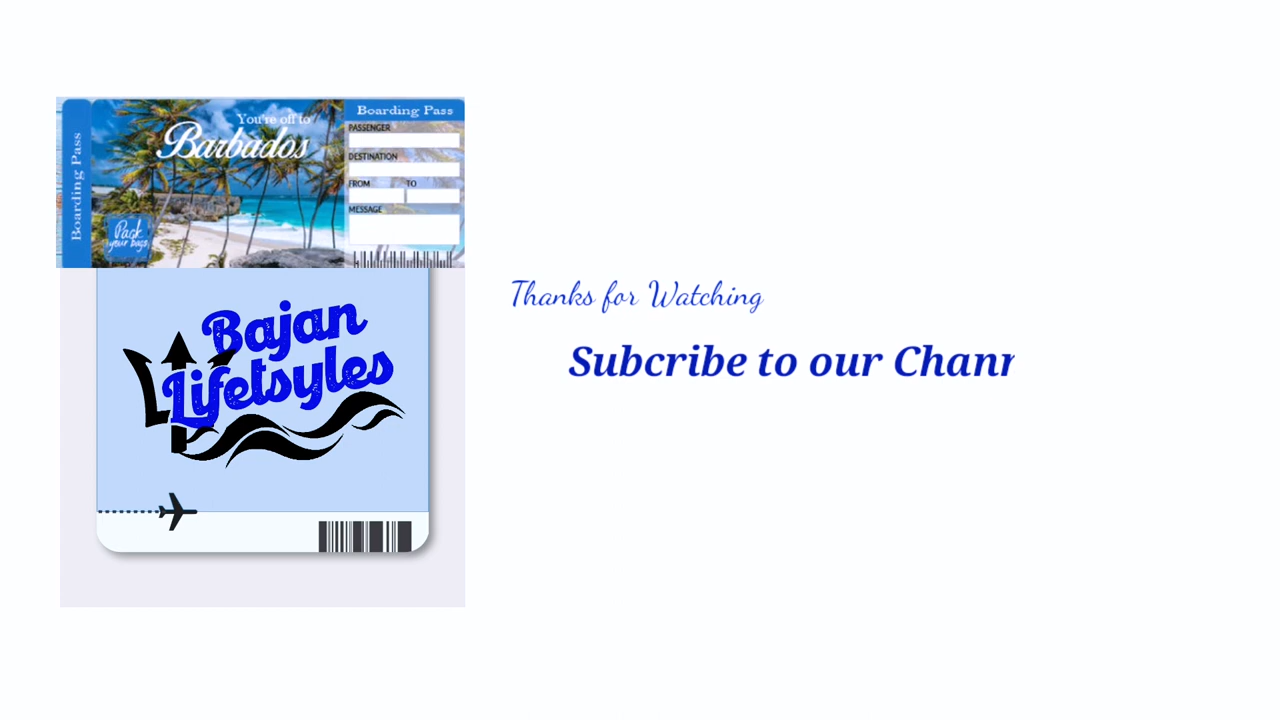 Boarding Pass
You're off to
Barbados
Pack
your bags
Boarding Pass
PASSENGER
DESTINATION
FROM TO
MESSAGE
Bajan
Lifetsyles
Thanks for Watching
Subcribe to our Chann